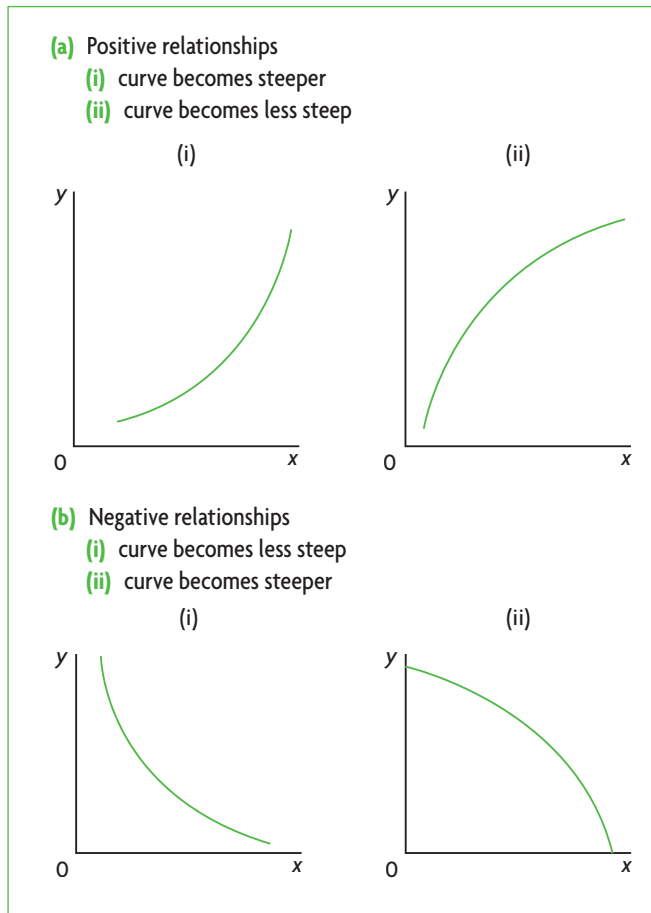 (a) Positive relationships
(i) curve becomes steeper
(ii) curve becomes less steep
(i)
(ii)
y
y
0
x
0
x
(b) Negative relationships
(i) curve becomes less steep
(ii) curve becomes steeper
(i)
(ii)
y
y
0
x
0
x